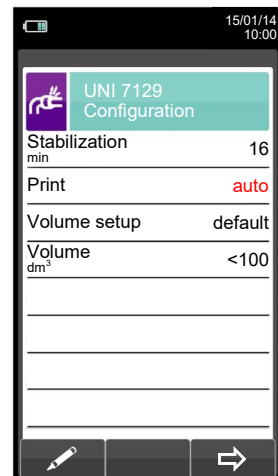 15/01/14
10:00
UNI 7129
Configuration
Stabilization
min
16
Print
auto
Volume setup
default
Volume
dm³
<100